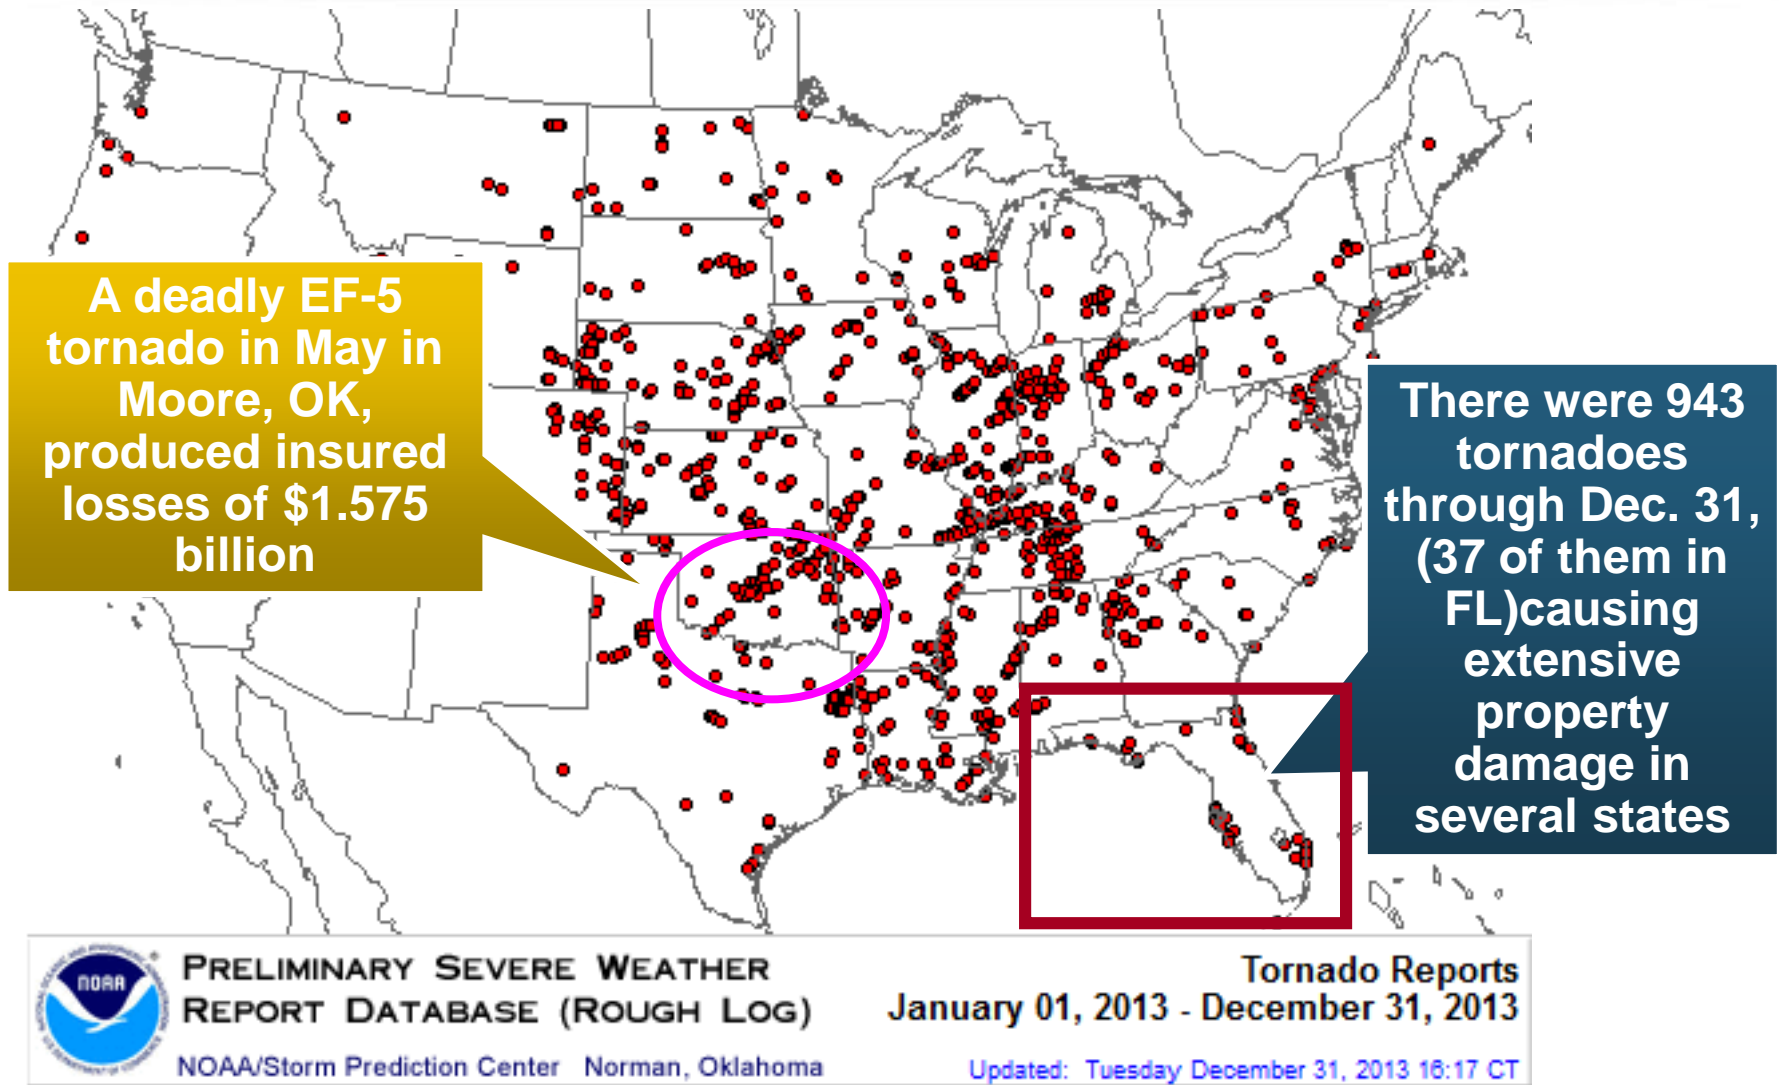 A deadly EF-5
tornado in May in
Moore, OK,
produced insured
losses of $1.575
billion
There were 943
tornadoes
through Dec. 31,
(37 of them in
FL)causing
extensive
property
damage in
several states
NOAA
PRELIMINARY SEVERE WEATHER
REPORT DATABASE (ROUGH LOG)
NOAA/Storm Prediction Center Norman, Oklahoma
Tornado Reports
January 01, 2013 - December 31, 2013
Updated: Tuesday December 31, 2013 16:17 CT